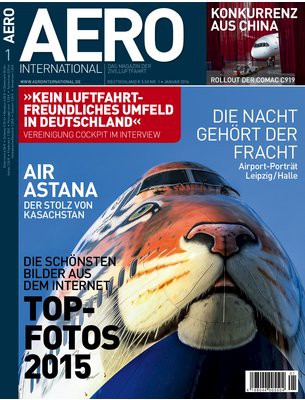 AERO
1
AERO
INTERNATIONAL
DAS MAGAZIN DER
ZIVILLUFTFAHRT
WWW.AEROINTERNATIONAL.DE
KONKURRENZ
AUS CHINA
ROLLOUT DER COMAC C919
»KEIN LUFTFAHRT-
FREUNDLICHES UMFELD
IN DEUTSCHLAND«
VEREINIGUNG COCKPIT IM INTERVIEW
DIE NACHT
GEHÖRT DER
FRACHT
Airport-Porträt
Leipzig/Halle
AIR
ASTANA
DER STOLZ VON
KASACHSTAN
DIE SCHÖNSTEN
BILDER AUS
DEM INTERNET
TOP-
FOTOS
2015